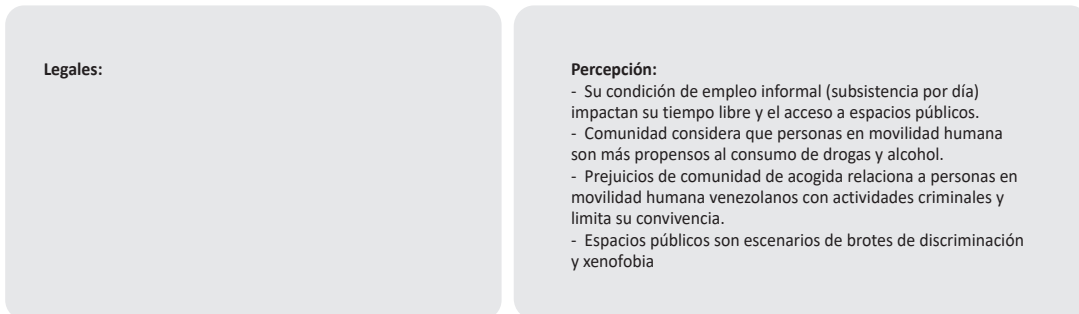 Legales:
Percepción:
- Su condición de empleo informal (subsistencia por día)
impactan su tiempo libre y el acceso a espacios públicos.
- Comunidad considera que personas en movilidad humana
son más propensos al consumo de drogas y alcohol.
- Prejuicios de comunidad de acogida relaciona a personas en
movilidad humana venezolanos con actividades criminales y
limita su convivencia.
- Espacios públicos son escenarios de brotes de discriminación
y xenofobia